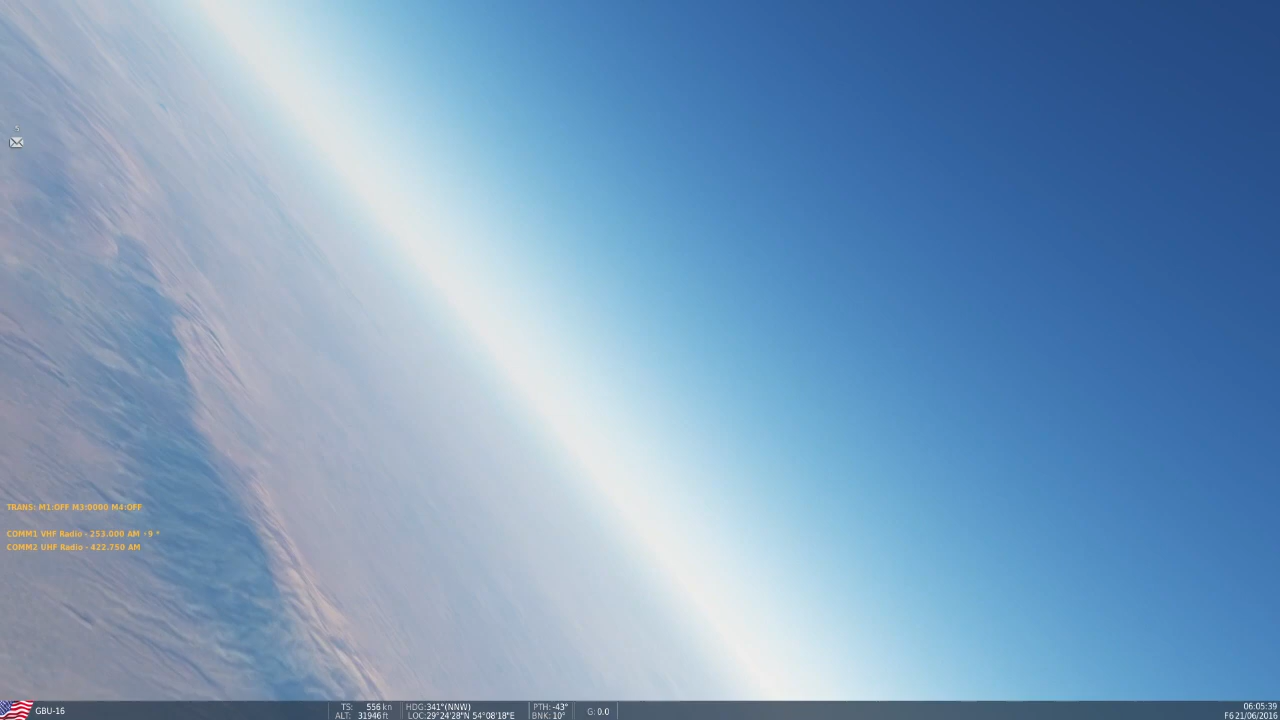 5
TRANS: M1:OFF M3:0000 M4:OFF
COMM1 VHF Radio - 253.000 AM •9 *
COMM2 UHF Radio - 422.750 AM
GBU-16
TS: 556 kn
ALT: 31946 ft
HDG:341°(NNW)
LOC:29°24'28"N 54°08'18"E
PTH: -43°
BNK: 10°
G: 0.0
06:05:39
F6 21/06/2016